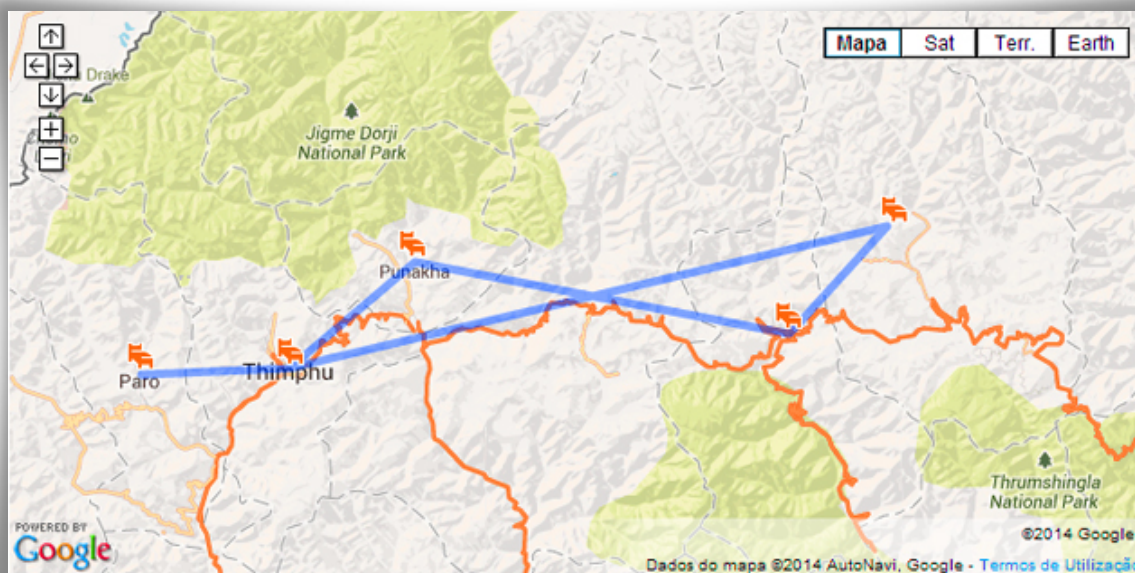 Mapa
Sat
Terr.
Earth
Drake
Jigme Dorji
National Park
Punakha
Paro
Thimphu
Thrumshingla
National Park
POWERED BY
Google
©2014 Google
Dados do mapa ©2014 AutoNavi, Google - Termos de Utilização